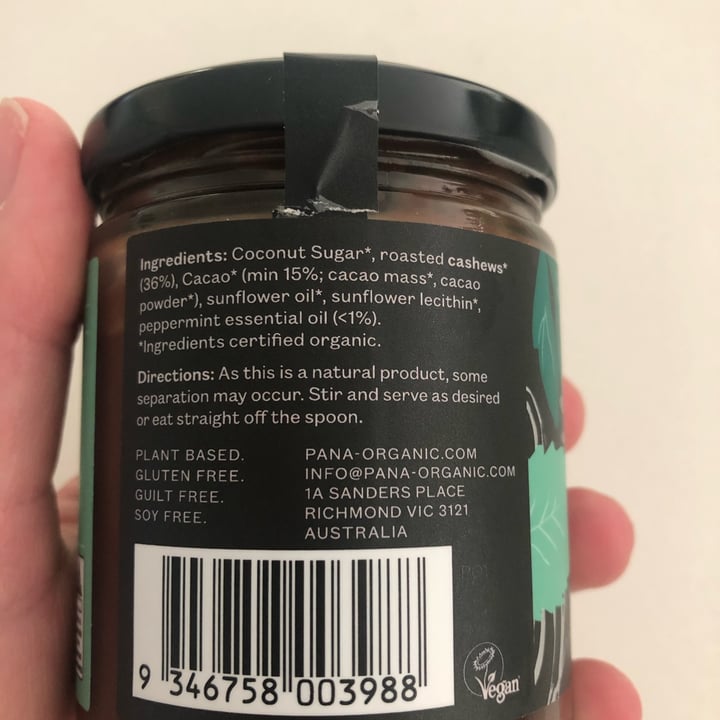 Ingredients: Coconut Sugar*, roasted cashews*
(36%), Cacao* (min 15%; cacao mass*, cacao
powder*), sunflower oil*, sunflower lecithin*,
peppermint essential oil (<1%).
*Ingredients certified organic.
Directions: As this is a natural product, some
separation may occur. Stir and serve as desired
or eat straight off the spoon.
PLANT BASED.
GLUTEN FREE.
GUILT FREE.
SOY FREE.
PANA-ORGANIC.COM
INFO@PANA-ORGANIC.COM
1A SANDERS PLACE
RICHMOND VIC 3121
AUSTRALIA
9 346758 003988
Vegan